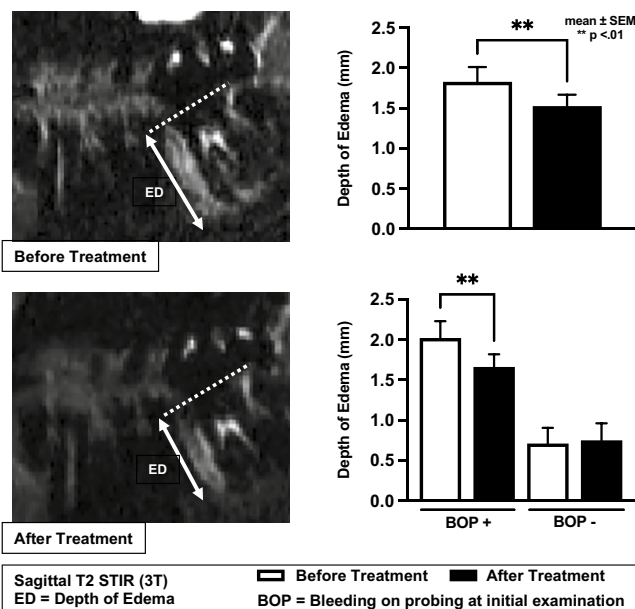 ED
Before Treatment
mean ± SEM
** p <.01
**
Depth of Edema (mm)
2.5
2.0
1.5
1.0
0.5
0.0
ED
After Treatment
**
Depth of Edema (mm)
2.5
2.0
1.5
1.0
0.5
0.0
BOP +
BOP -
Sagittal T2 STIR (3T)
ED = Depth of Edema
Before Treatment
After Treatment
BOP = Bleeding on probing at initial examination